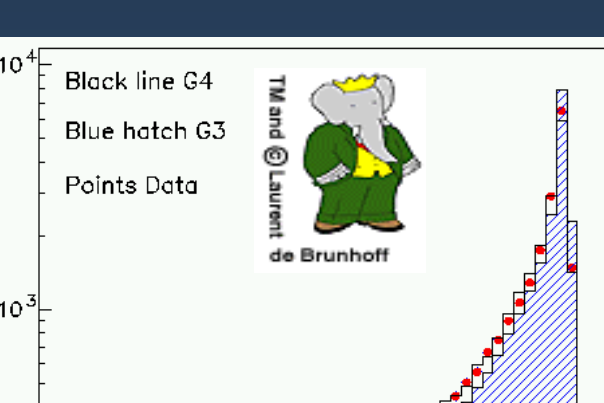 10⁴
Black line G4
Blue hatch G3
Points Data
TM and © Laurent
de Brunhoff
10³